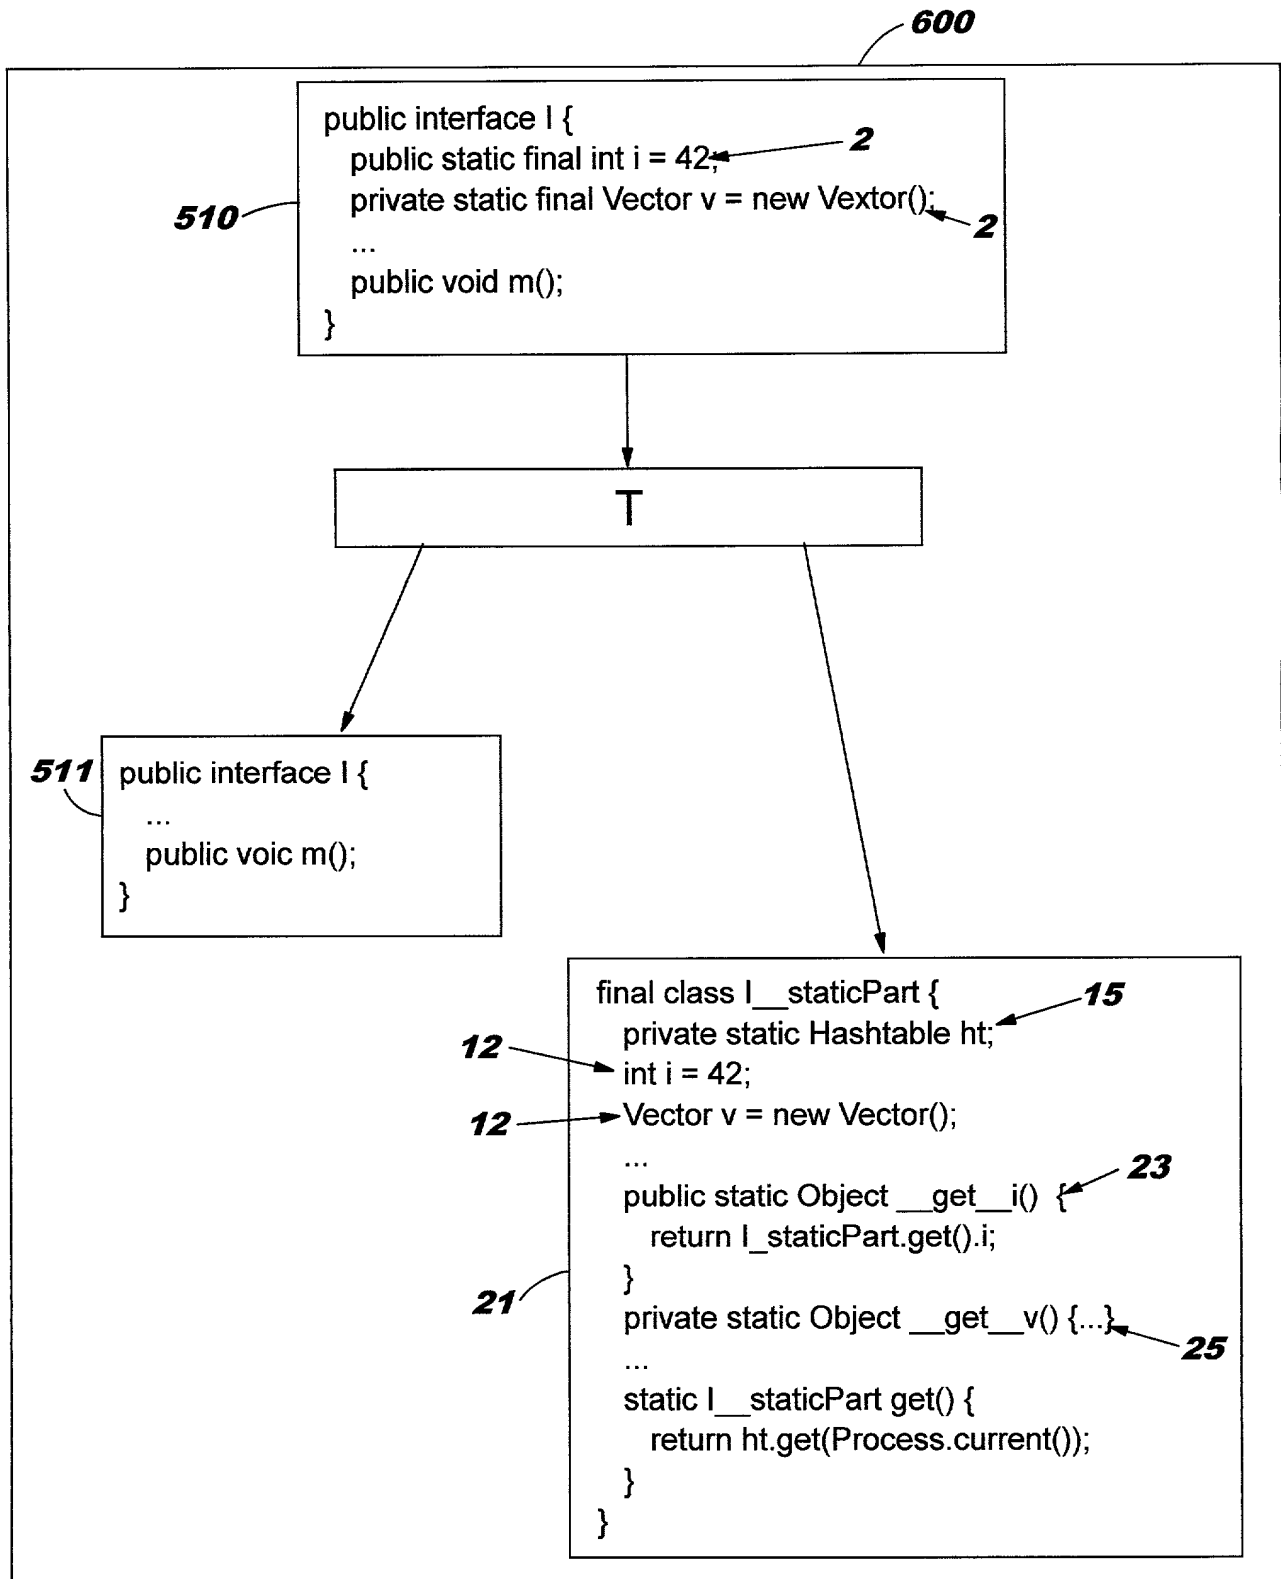 600
public interface I {
public static final int i = 42;
2
private static final Vector v = new Vextor();
2
510
...
public void m();
}
T
511
public interface I {
...
public voic m();
}
final class I__staticPart {
private static Hashtable ht;
15
12
int i = 42;
12
Vector v = new Vector();
...
public static Object __get__i() {
23
return I_staticPart.get().i;
}
21
private static Object __get__v() {...}
25
...
static I__staticPart get() {
return ht.get(Process.current());
}
}